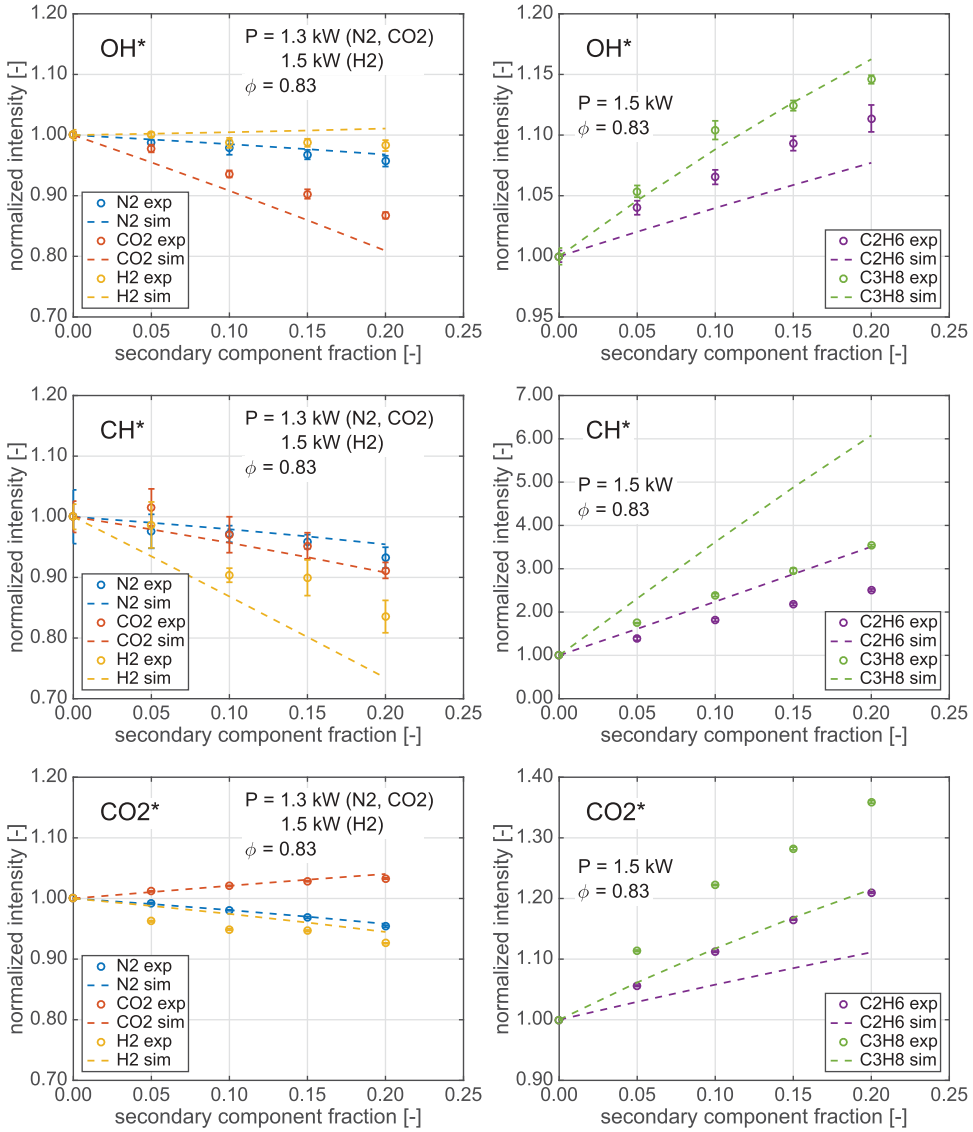 OH*
P = 1.3 kW (N2, CO2)
1.5 kW (H2)
ϕ = 0.83
normalized intensity [-]
1.20
1.10
1.00
0.90
0.80
0.70
N2 exp
N2 sim
CO2 exp
CO2 sim
H2 exp
H2 sim
0.00 0.05 0.10 0.15 0.20 0.25
secondary component fraction [-]
OH*
P = 1.5 kW
ϕ = 0.83
normalized intensity [-]
1.20
1.15
1.10
1.05
1.00
0.95
C2H6 exp
C2H6 sim
C3H8 exp
C3H8 sim
0.00 0.05 0.10 0.15 0.20 0.25
secondary component fraction [-]
CH*
P = 1.3 kW (N2, CO2)
1.5 kW (H2)
ϕ = 0.83
normalized intensity [-]
1.20
1.10
1.00
0.90
0.80
0.70
N2 exp
N2 sim
CO2 exp
CO2 sim
H2 exp
H2 sim
0.00 0.05 0.10 0.15 0.20 0.25
secondary component fraction [-]
CH*
P = 1.5 kW
ϕ = 0.83
normalized intensity [-]
7.00
6.00
5.00
4.00
3.00
2.00
1.00
0.00
C2H6 exp
C2H6 sim
C3H8 exp
C3H8 sim
0.00 0.05 0.10 0.15 0.20 0.25
secondary component fraction [-]
CO2*
P = 1.3 kW (N2, CO2)
1.5 kW (H2)
ϕ = 0.83
normalized intensity [-]
1.20
1.10
1.00
0.90
0.80
0.70
N2 exp
N2 sim
CO2 exp
CO2 sim
H2 exp
H2 sim
0.00 0.05 0.10 0.15 0.20 0.25
secondary component fraction [-]
CO2*
P = 1.5 kW
ϕ = 0.83
normalized intensity [-]
1.40
1.30
1.20
1.10
1.00
0.90
C2H6 exp
C2H6 sim
C3H8 exp
C3H8 sim
0.00 0.05 0.10 0.15 0.20 0.25
secondary component fraction [-]